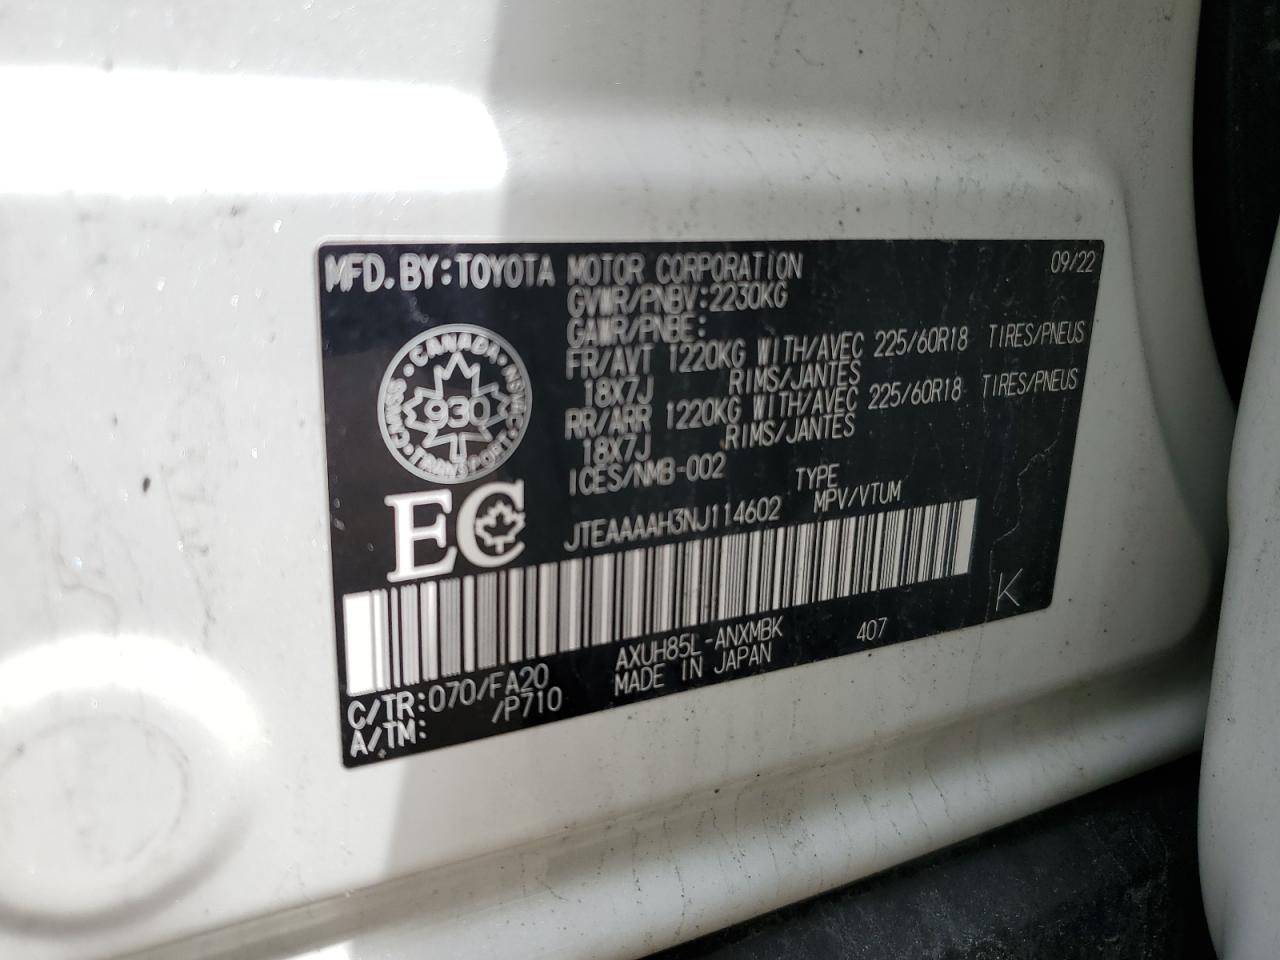 MFD. BY: TOYOTA MOTOR CORPORATION 09/22
GVWR/PNBV: 2230KG
GAWR/PNBE:
FR/AVT 1220KG WITH/AVEC 225/60R18 TIRES/PNEUS
18X7J RIMS/JANTES
RR/ARR 1220KG WITH/AVEC 225/60R18 TIRES/PNEUS
18X7J RIMS/JANTES
ICES/NMB-002 TYPE
JTEAAAAH3NJ114602 MPV/VTUM
CANADA
NSVAC
TRANSPORT
CMVSS
930
EC
K
C/TR: 070/FA20 AXUH85L-ANXMBK 407
A/TM: /P710 MADE IN JAPAN